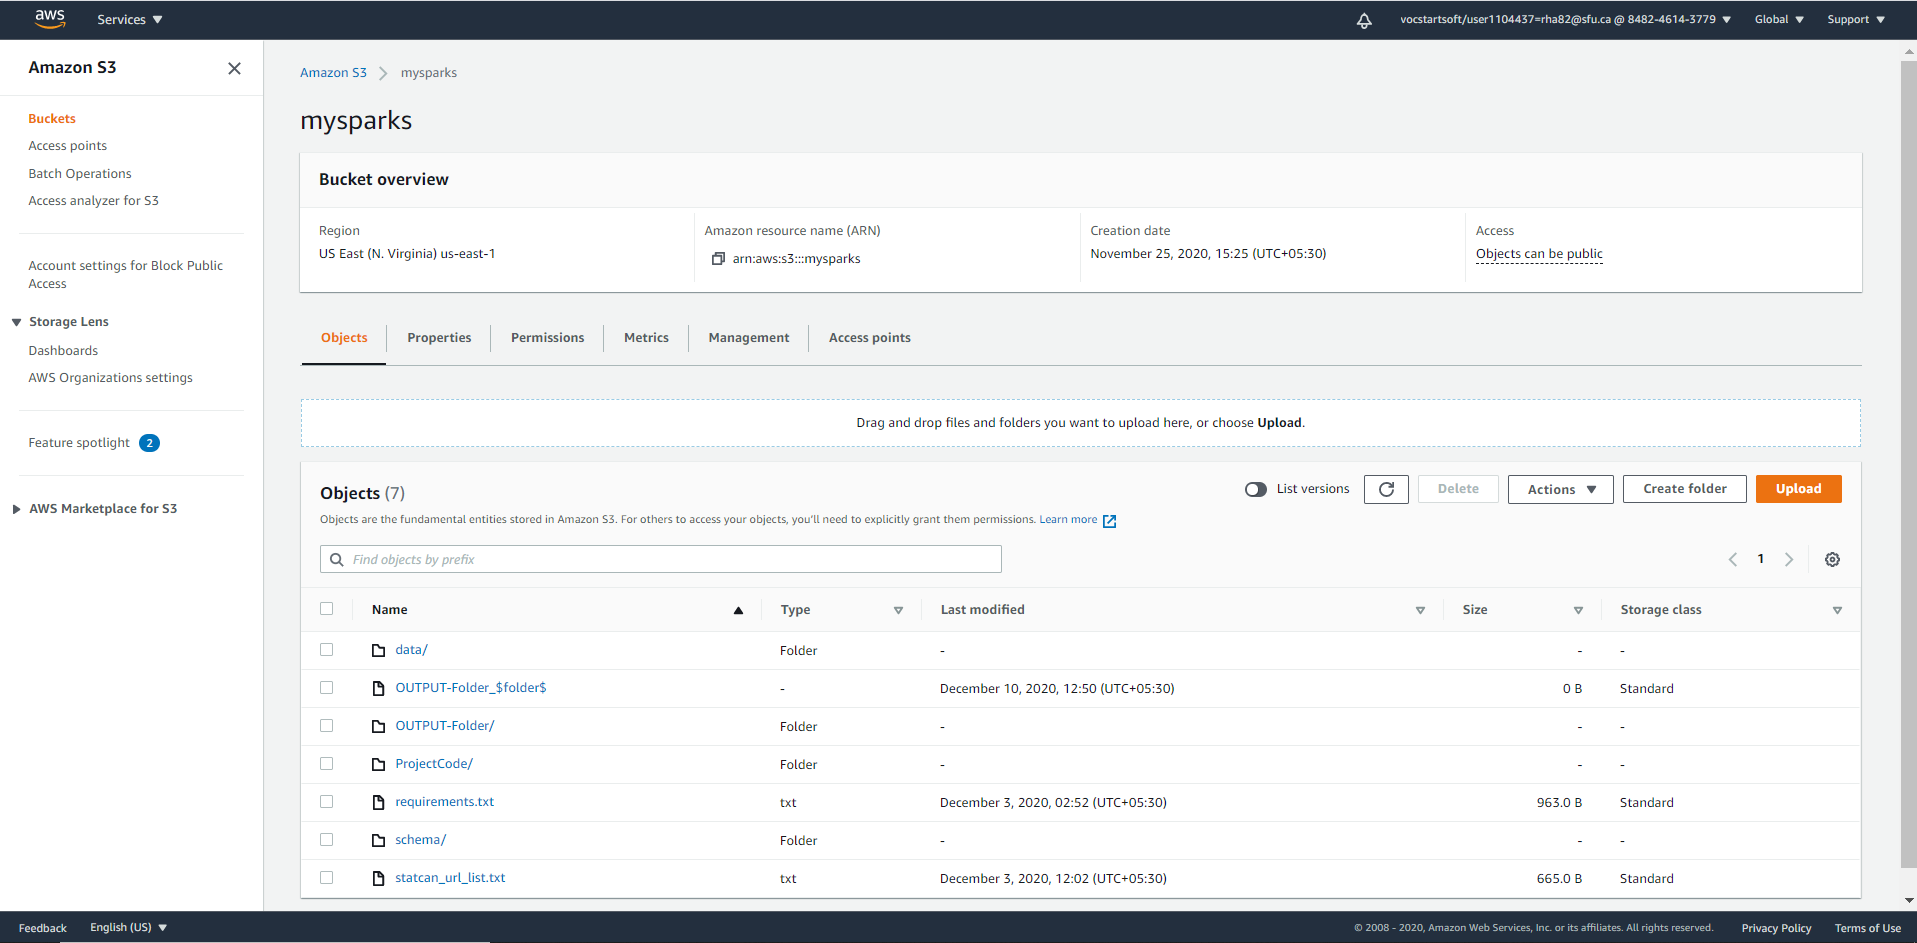 aws
Services
vocstartsoft/user1104437=rha82@sfu.ca @ 8482-4614-3779
Global
Support
Amazon S3
Buckets
Access points
Batch Operations
Access analyzer for S3
Account settings for Block Public
Access
Storage Lens
Dashboards
AWS Organizations settings
Feature spotlight 2
AWS Marketplace for S3
Amazon S3 mysparks
mysparks
Bucket overview
Region
US East (N. Virginia) us-east-1
Amazon resource name (ARN)
arn:aws:s3:::mysparks
Creation date
November 25, 2020, 15:25 (UTC+05:30)
Access
Objects can be public
Objects Properties Permissions Metrics Management Access points
Drag and drop files and folders you want to upload here, or choose Upload.
Objects (7)
List versions Delete Actions Create folder Upload
Objects are the fundamental entities stored in Amazon S3. For others to access your objects, you'll need to explicitly grant them permissions. Learn more
Find objects by prefix
1
Name Type Last modified Size Storage class
data/ Folder - - -
OUTPUT-Folder_$folder$ - December 10, 2020, 12:50 (UTC+05:30) 0 B Standard
OUTPUT-Folder/ Folder - - -
ProjectCode/ Folder - - -
requirements.txt txt December 3, 2020, 02:52 (UTC+05:30) 963.0 B Standard
schema/ Folder - - -
statcan_url_list.txt txt December 3, 2020, 12:02 (UTC+05:30) 665.0 B Standard
Feedback English (US) © 2008 - 2020, Amazon Web Services, Inc. or its affiliates. All rights reserved. Privacy Policy Terms of Use